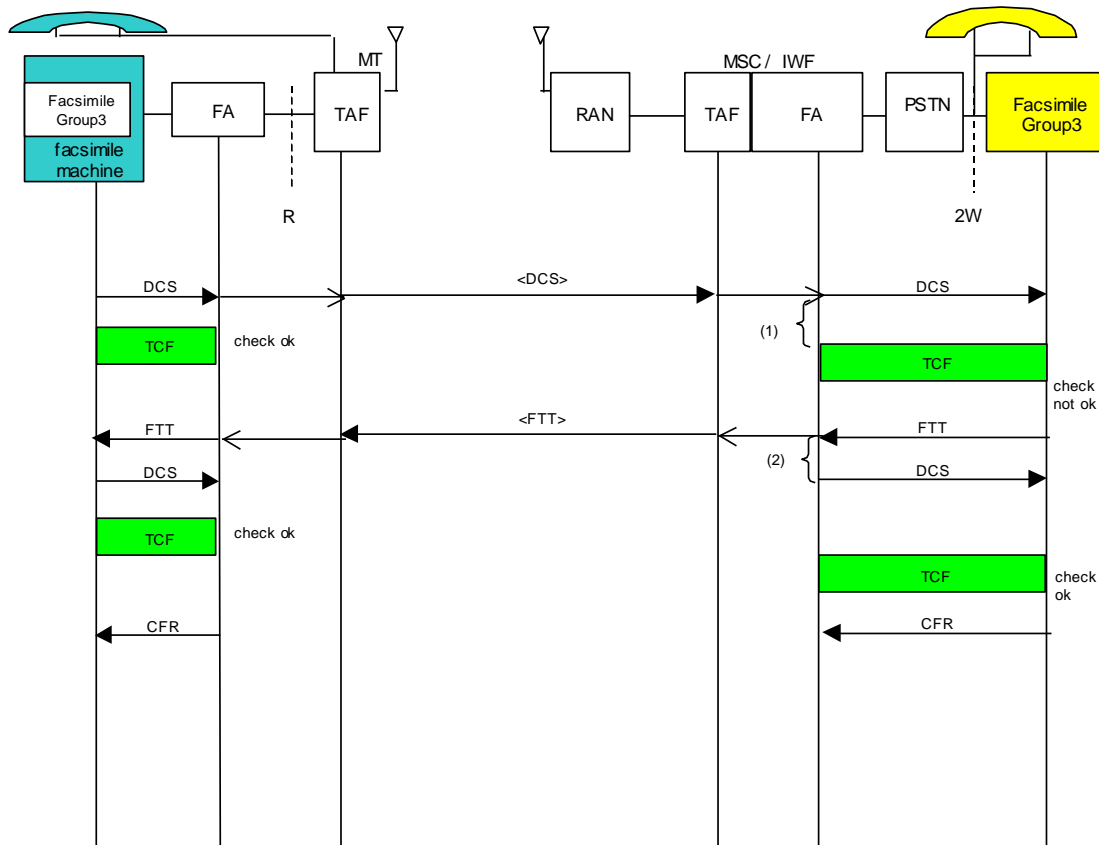 MT
MSC / IWF
Facsimile
Group3
facsimile
machine
FA
TAF
RAN
TAF
FA
PSTN
Facsimile
Group3
R
2W
DCS
<DCS>
DCS
(1)
TCF
check ok
TCF
check
not ok
FTT
<FTT>
FTT
DCS
(2)
DCS
TCF
check ok
TCF
check
ok
CFR
CFR